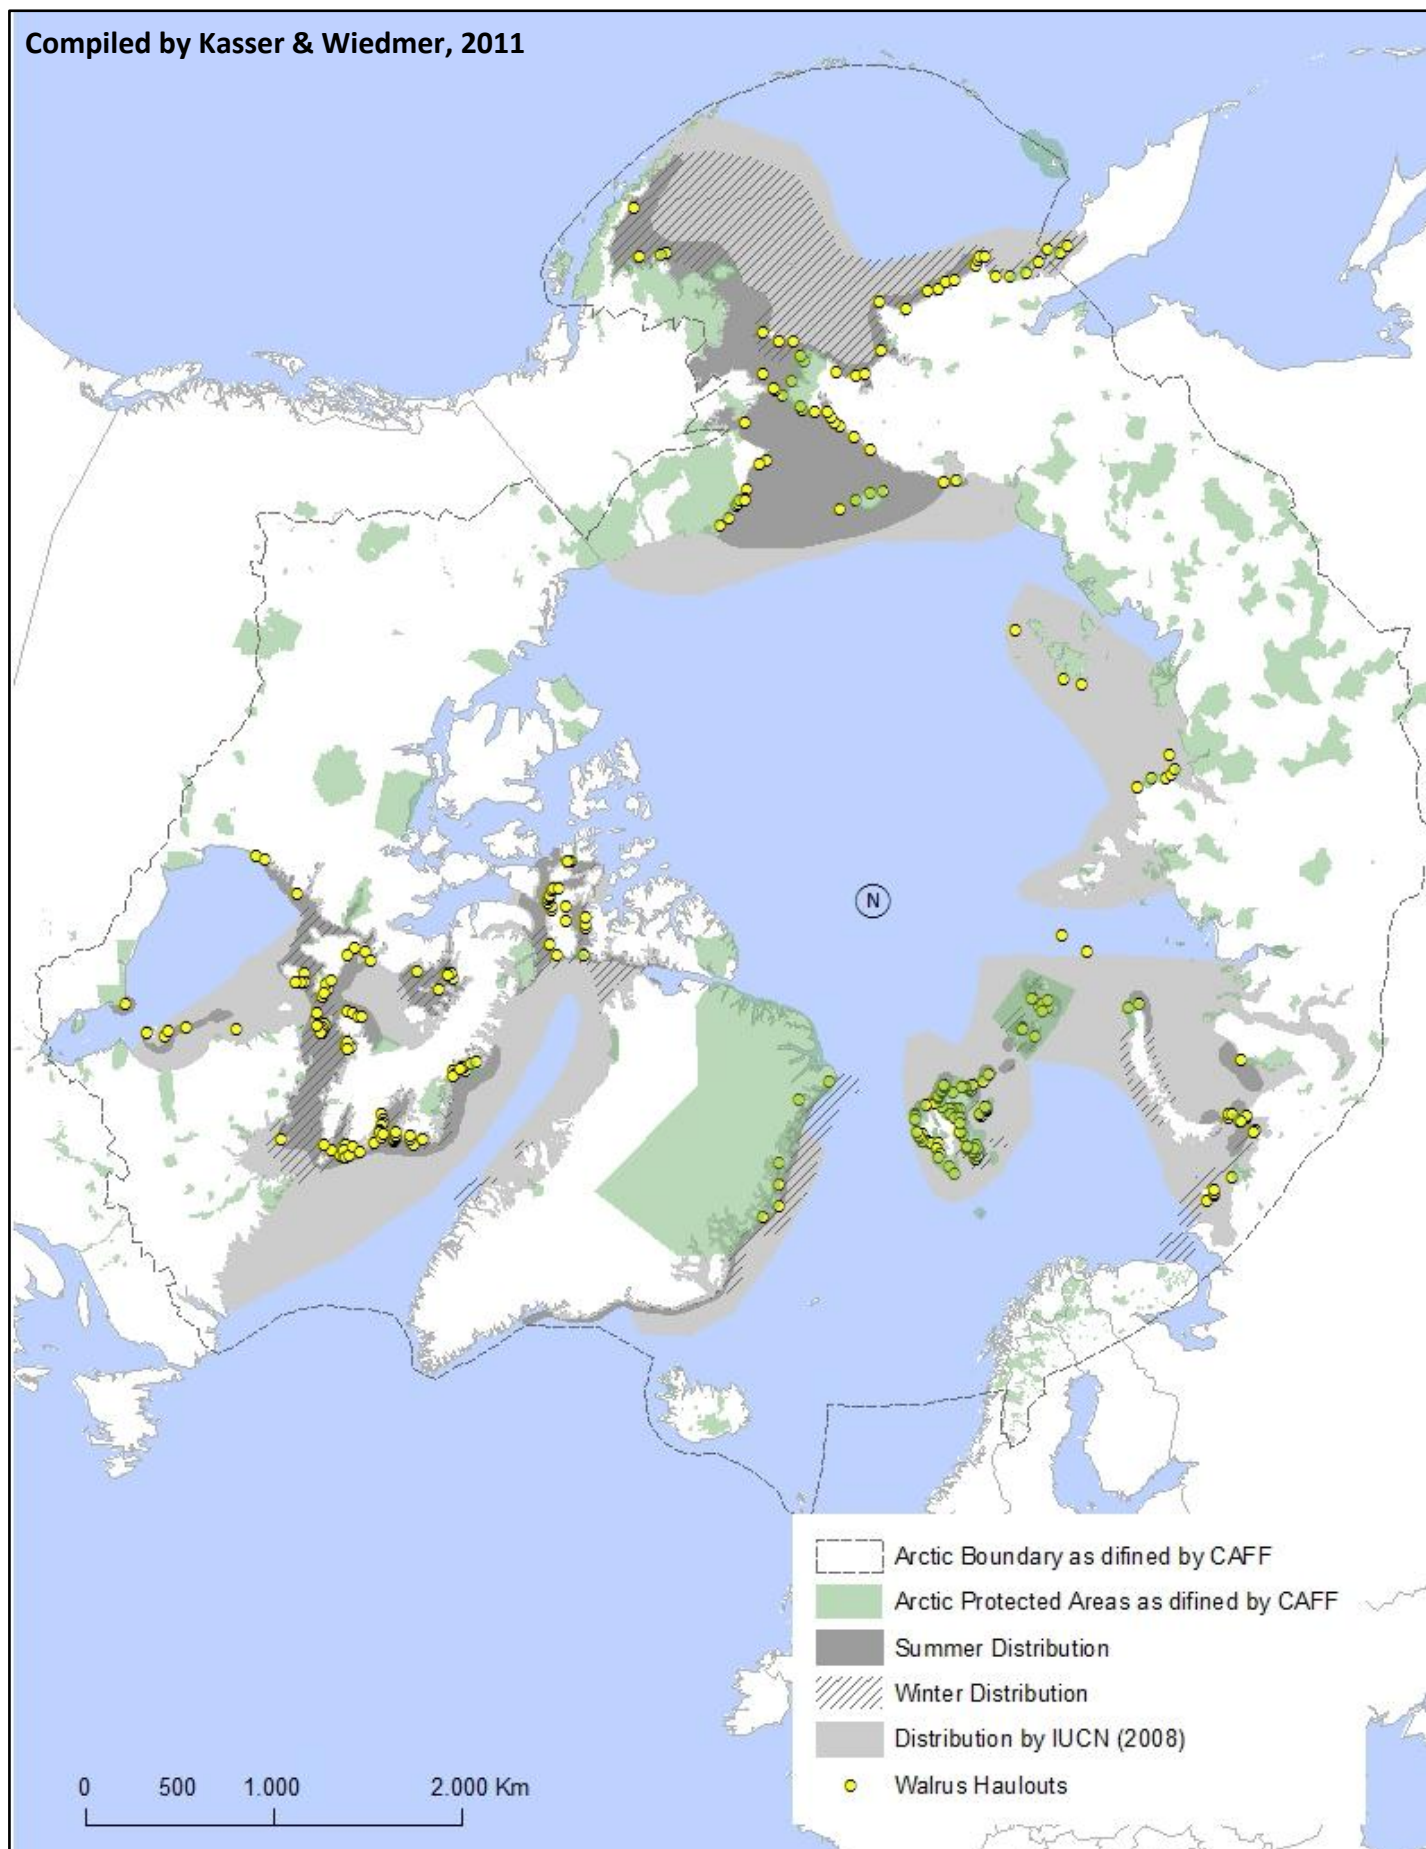 Compiled by Kasser & Wiedmer, 2011
N
Arctic Boundary as difined by CAFF
Arctic Protected Areas as difined by CAFF
Summer Distribution
Winter Distribution
Distribution by IUCN (2008)
Walrus Haulouts
0 500 1.000 2.000 Km